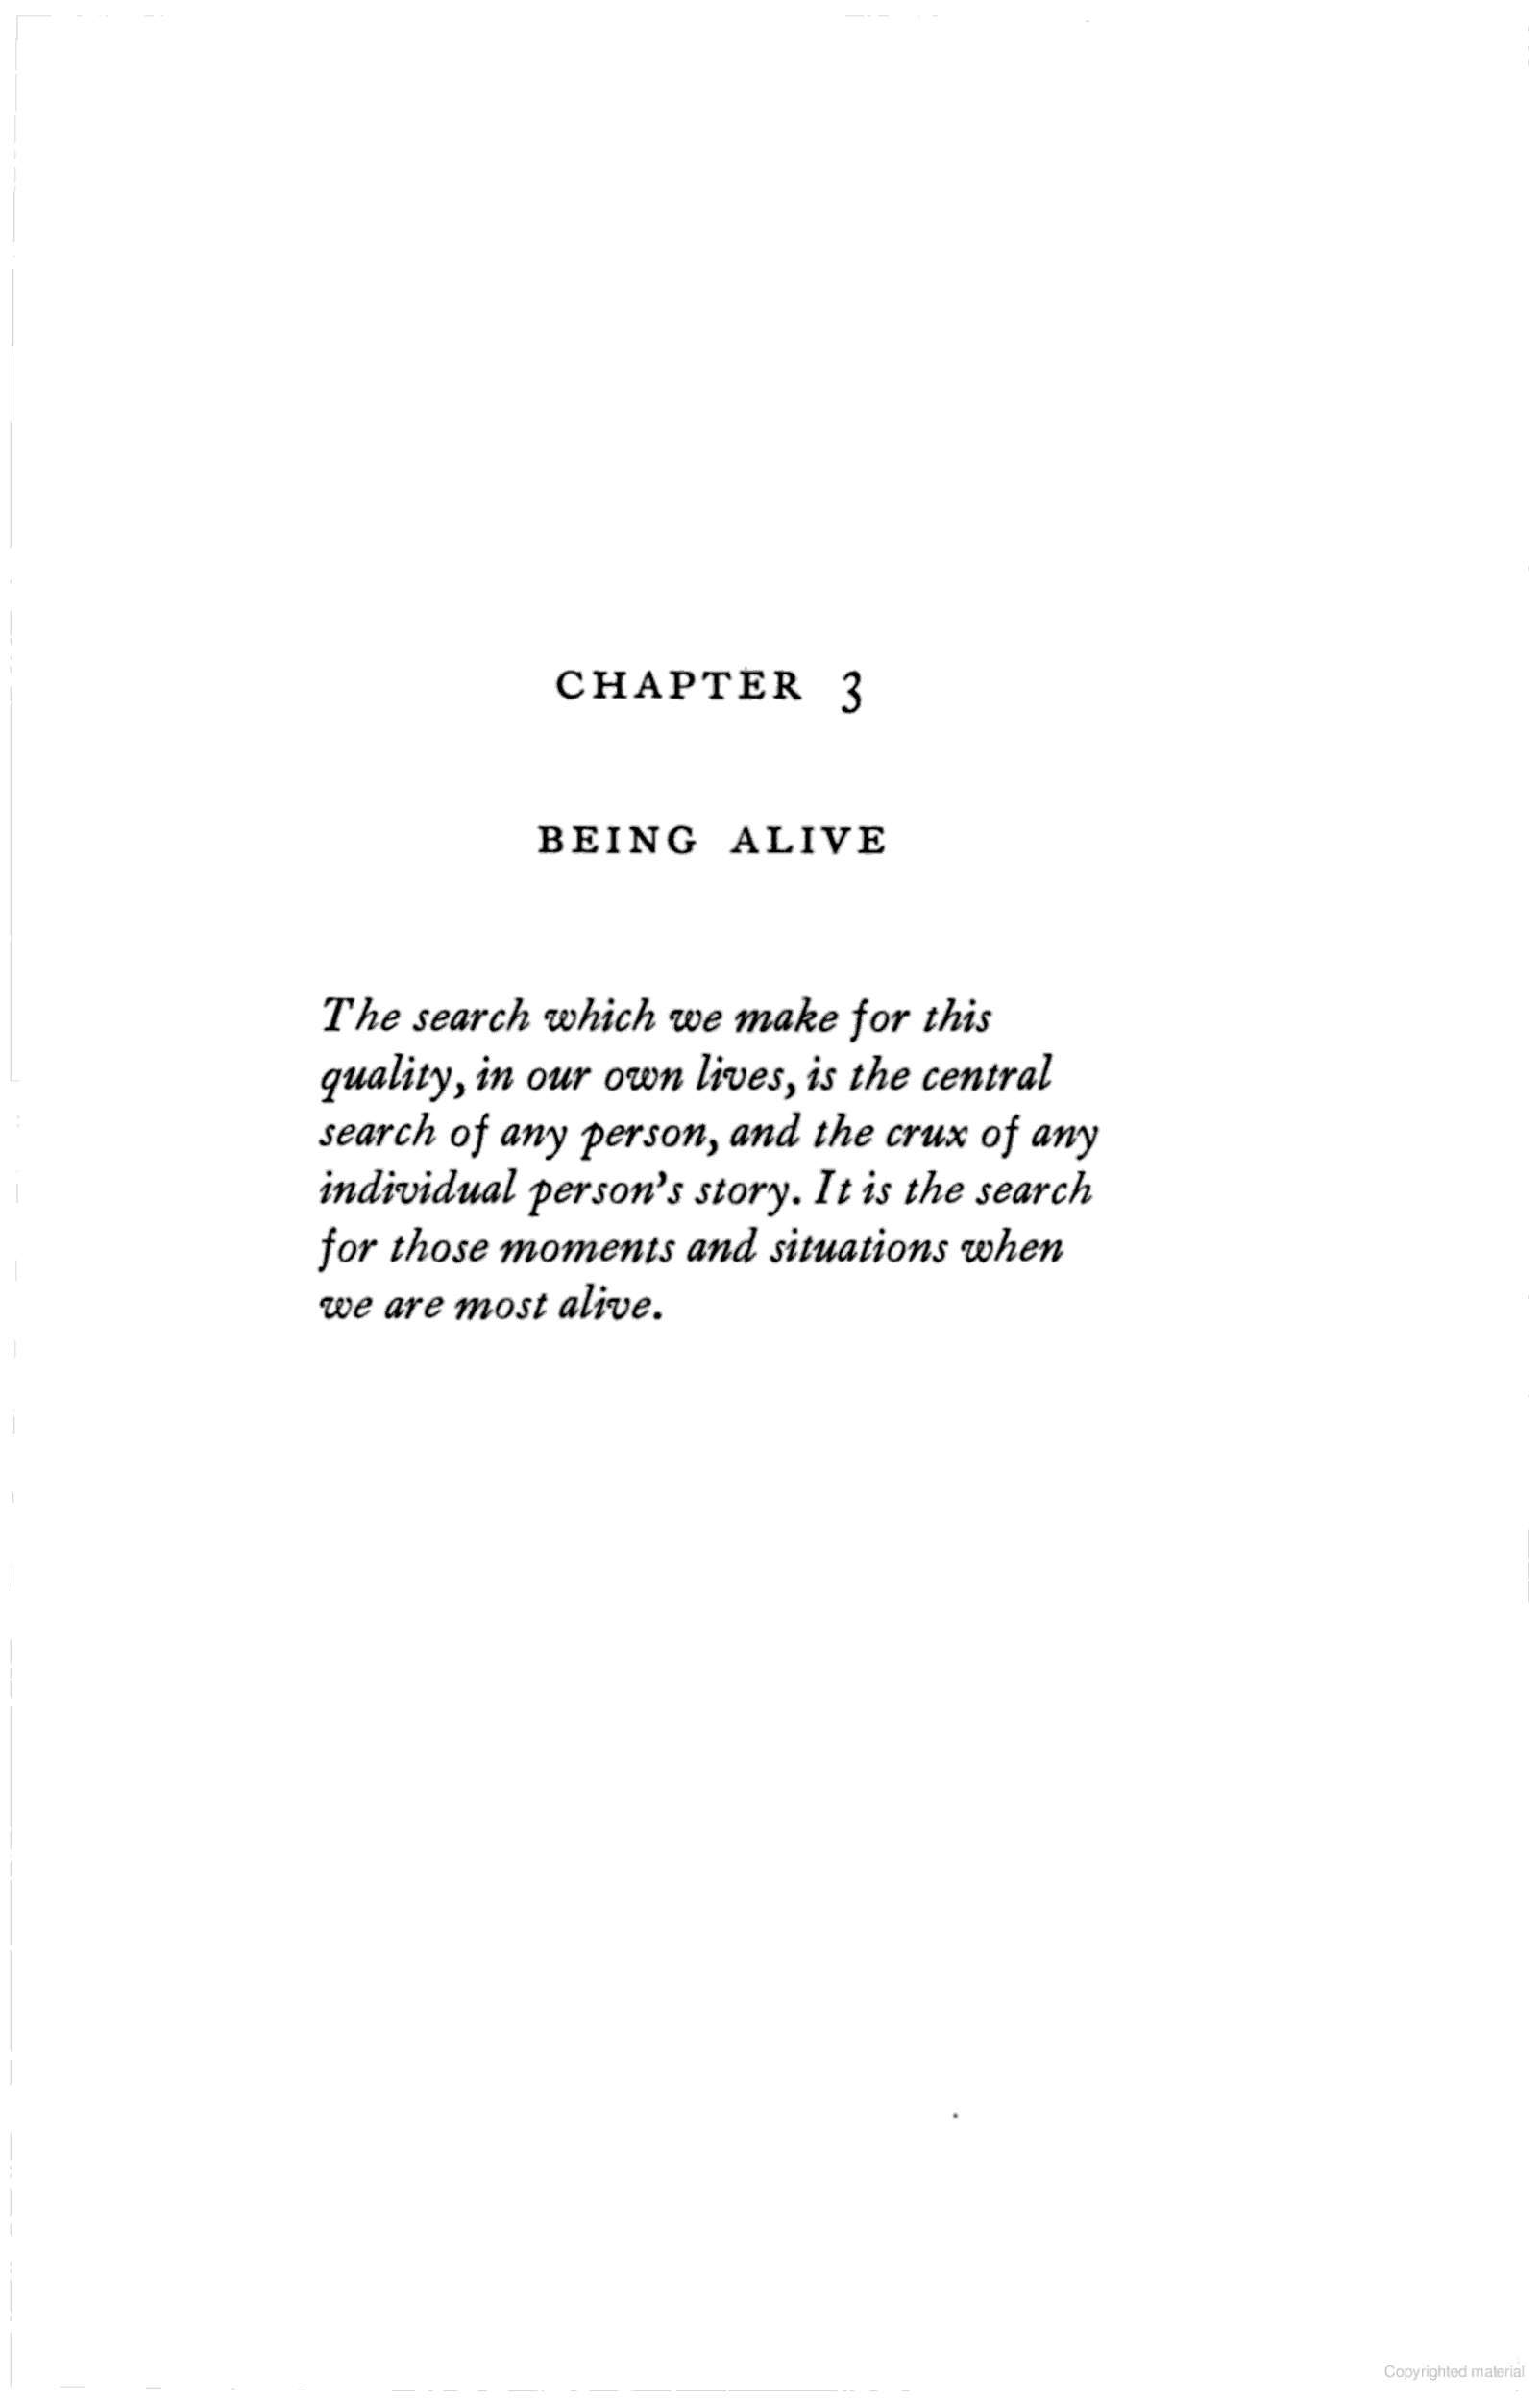 CHAPTER 3
BEING ALIVE
The search which we make for this
quality, in our own lives, is the central
search of any person, and the crux of any
individual person's story. It is the search
for those moments and situations when
we are most alive.
Copyrighted material